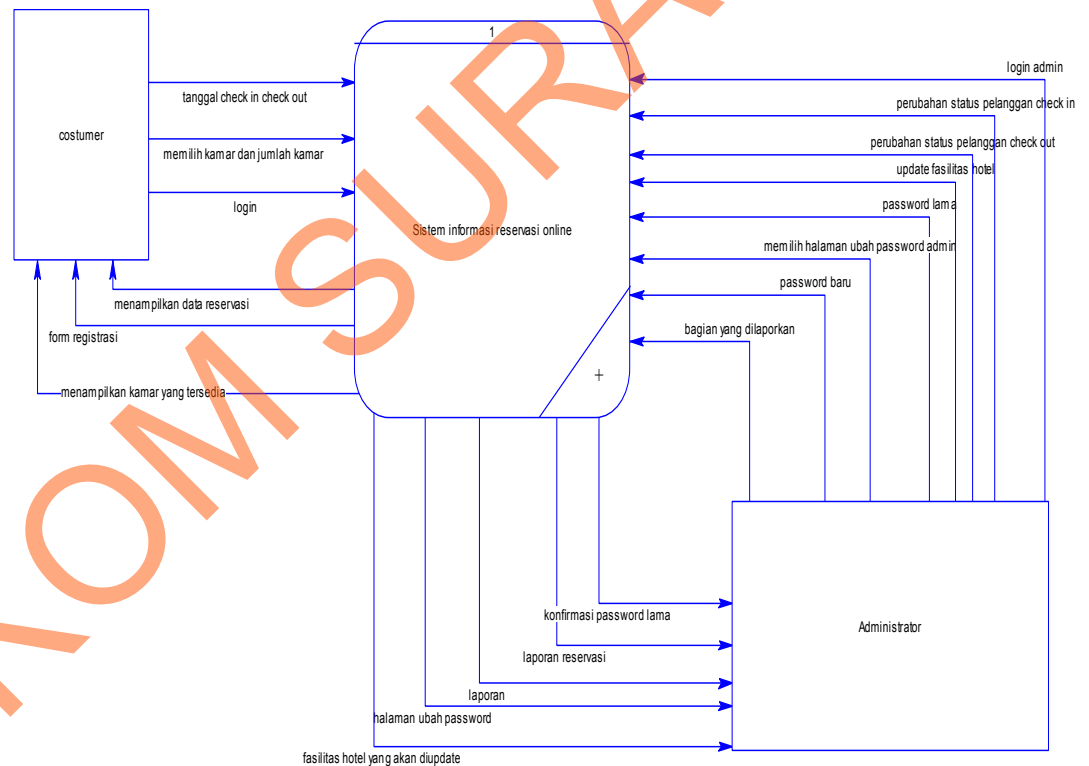 1
costumer
tanggal check in check out
memilih kamar dan jumlah kamar
login
Sistem informasi reservasi online
menampilkan data reservasi
form registrasi
menampilkan kamar yang tersedia
login admin
perubahan status pelanggan check in
perubahan status pelanggan check out
update fasilitas hotel
password lama
memilih halaman ubah password admin
password baru
bagian yang dilaporkan
+
konfirmasi password lama
laporan reservasi
laporan
halaman ubah password
fasilitas hotel yang akan diupdate
Administrator
KOM SURA